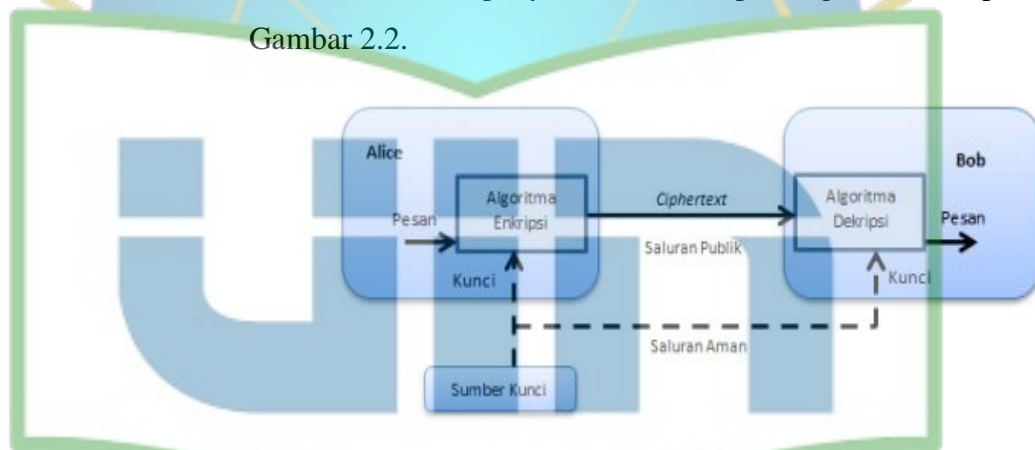 Gambar 2.2.
Alice
Bob
Algoritma
Enkripsi
Ciphertext
Algoritma
Dekripsi
Pesan
Pesan
Saluran Publik
Kunci
Kunci
Saluran Aman
Sumber Kunci
uin